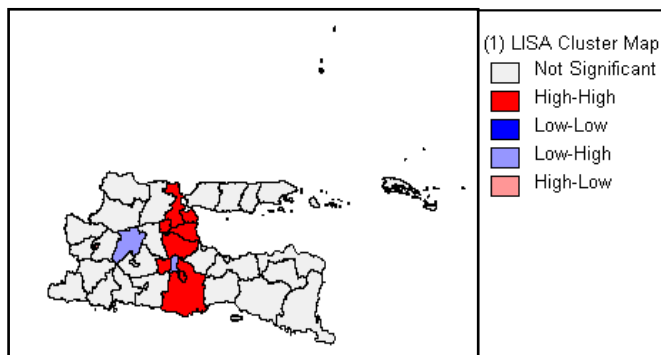 (1) LISA Cluster Map
Not Significant
High-High
Low-Low
Low-High
High-Low